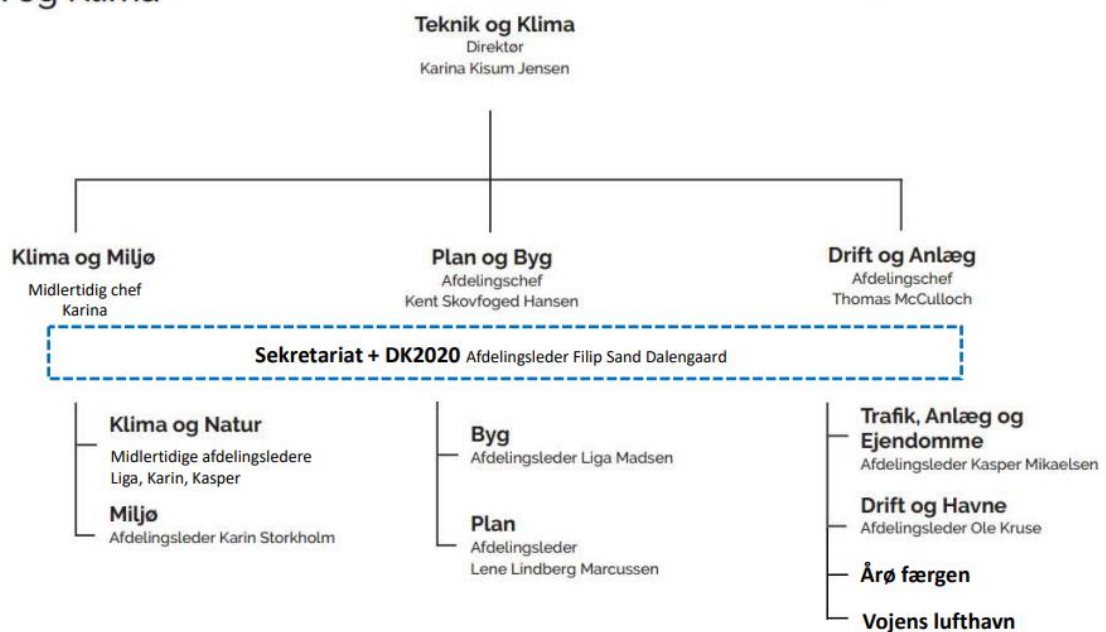 og Klima
Teknik og Klima
Direktør
Karina Kisum Jensen
Klima og Miljø
Midlertidig chef
Karina
Plan og Byg
Afdelingschef
Kent Skovfoged Hansen
Drift og Anlæg
Afdelingschef
Thomas McCulloch
Sekretariat + DK2020 Afdelingsleder Filip Sand Dalengaard
Klima og Natur
Midlertidige afdelingsledere
Liga, Karin, Kasper
Miljø
Afdelingsleder Karin Storkholm
Byg
Afdelingsleder Liga Madsen
Plan
Afdelingsleder
Lene Lindberg Marcussen
Trafik, Anlæg og
Ejendomme
Afdelingsleder Kasper Mikaelsen
Drift og Havne
Afdelingsleder Ole Kruse
Årø færgen
Vojens lufthavn